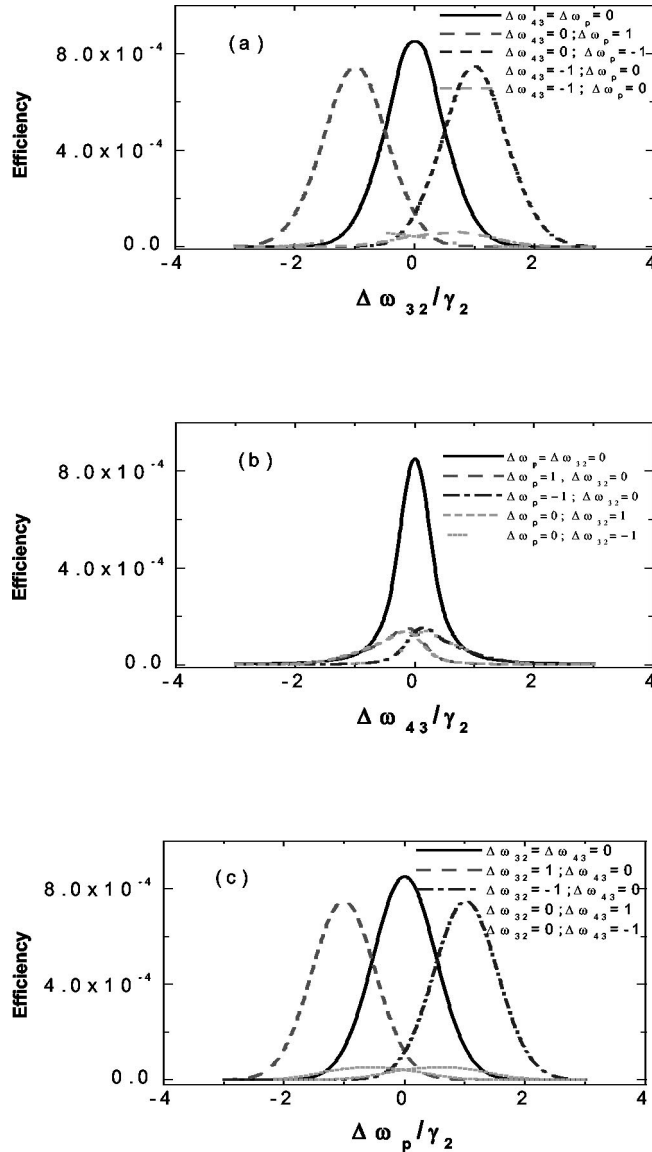 (a)
Δω₄₃=Δωₚ=0
Δω₄₃=0;Δωₚ=1
Δω₄₃=0; Δωₚ=-1
Δω₄₃=-1;Δωₚ=0
Δω₄₃=-1; Δωₚ=0
Efficiency
8.0x10⁻⁴
4.0x10⁻⁴
0.0
-4 -2 0 2 4
Δω₃₂/γ₂
(b)
Δωₚ=Δω₃₂=0
Δωₚ=1, Δω₃₂=0
Δωₚ=-1; Δω₃₂=0
Δωₚ=0; Δω₃₂=1
Δωₚ=0; Δω₃₂=-1
Efficiency
8.0x10⁻⁴
4.0x10⁻⁴
0.0
-4 -2 0 2 4
Δω₄₃/γ₂
(c)
Δω₃₂=Δω₄₃=0
Δω₃₂=1;Δω₄₃=0
Δω₃₂=-1;Δω₄₃=0
Δω₃₂=0;Δω₄₃=1
Δω₃₂=0;Δω₄₃=-1
Efficiency
8.0x10⁻⁴
4.0x10⁻⁴
0.0
-4 -2 0 2 4
Δωₚ/γ₂